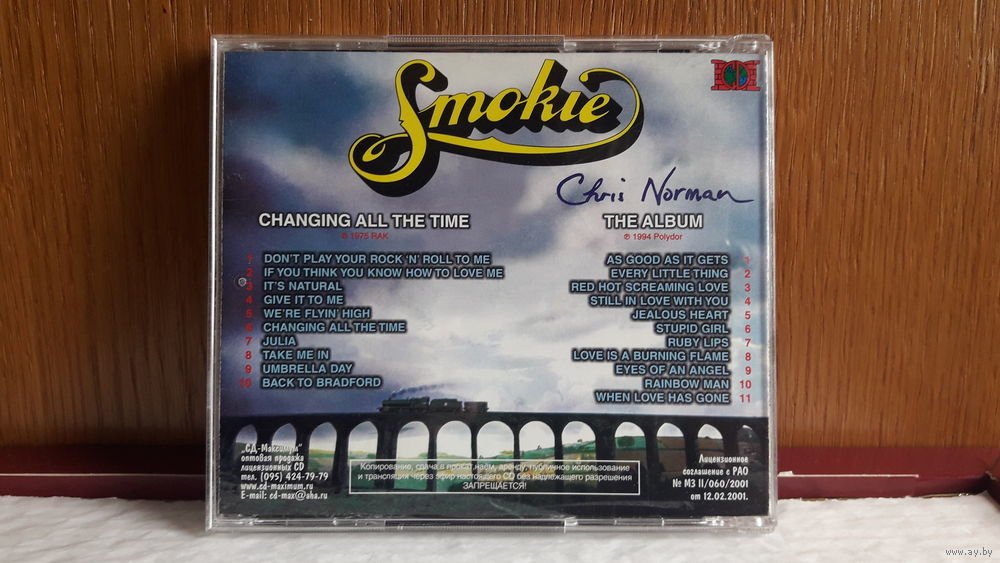 Smokie
Chris Norman
CHANGING ALL THE TIME
℗ 1975 RAK
1 DON'T PLAY YOUR ROCK 'N' ROLL TO ME
2 IF YOU THINK YOU KNOW HOW TO LOVE ME
3 IT'S NATURAL
4 GIVE IT TO ME
5 WE'RE FLYIN' HIGH
6 CHANGING ALL THE TIME
7 JULIA
8 TAKE ME IN
9 UMBRELLA DAY
10 BACK TO BRADFORD
THE ALBUM
℗ 1994 Polydor
AS GOOD AS IT GETS 1
EVERY LITTLE THING 2
RED HOT SCREAMING LOVE 3
STILL IN LOVE WITH YOU 4
JEALOUS HEART 5
STUPID GIRL 6
RUBY LIPS 7
LOVE IS A BURNING FLAME 8
EYES OF AN ANGEL 9
RAINBOW MAN 10
WHEN LOVE HAS GONE 11
„СД-Максимум"
оптовая продажа
лицензионных CD
тел. (095) 424-79-79
www.cd-maximum.ru
E-mail: cd-max@aha.ru
Копирование, сдача в прокат, наём, аренду, публичное использование
и трансляция через эфир настоящего CD без надлежащего разрешения
ЗАПРЕЩАЕТСЯ!
Лицензионное
соглашение с РАО
№ МЗ II/060/2001
от 12.02.2001.
www.ay.by